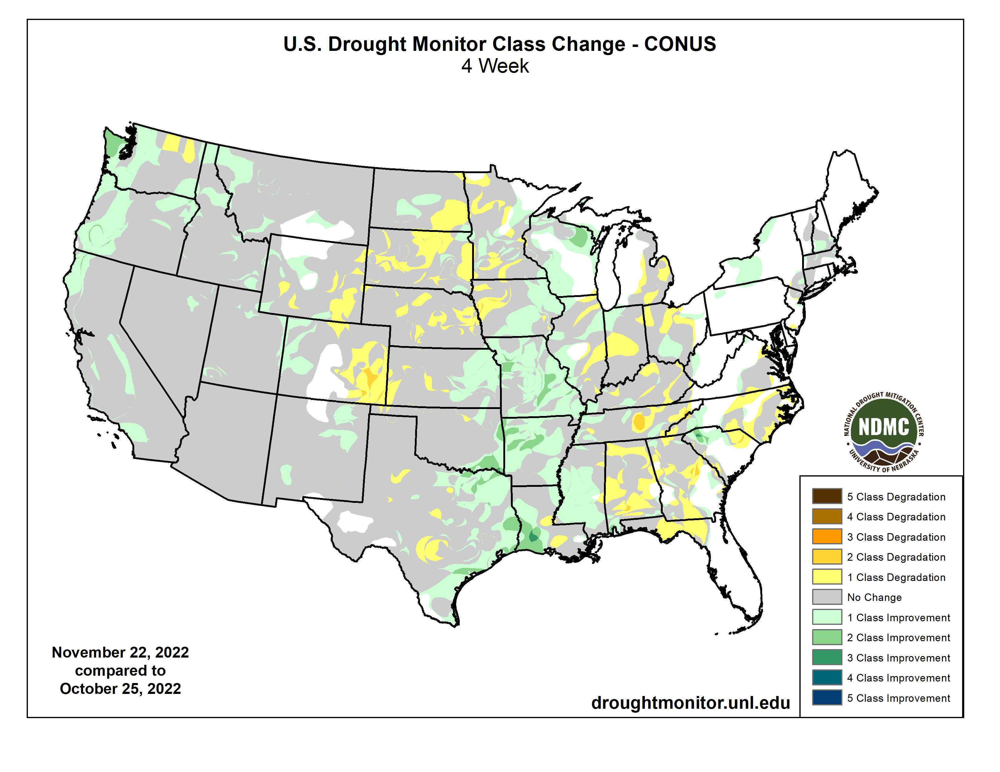 U.S. Drought Monitor Class Change - CONUS
4 Week
NATIONAL DROUGHT MITIGATION CENTER
NDMC
UNIVERSITY OF NEBRASKA
5 Class Degradation
4 Class Degradation
3 Class Degradation
2 Class Degradation
1 Class Degradation
No Change
1 Class Improvement
2 Class Improvement
3 Class Improvement
4 Class Improvement
5 Class Improvement
November 22, 2022
compared to
October 25, 2022
droughtmonitor.unl.edu